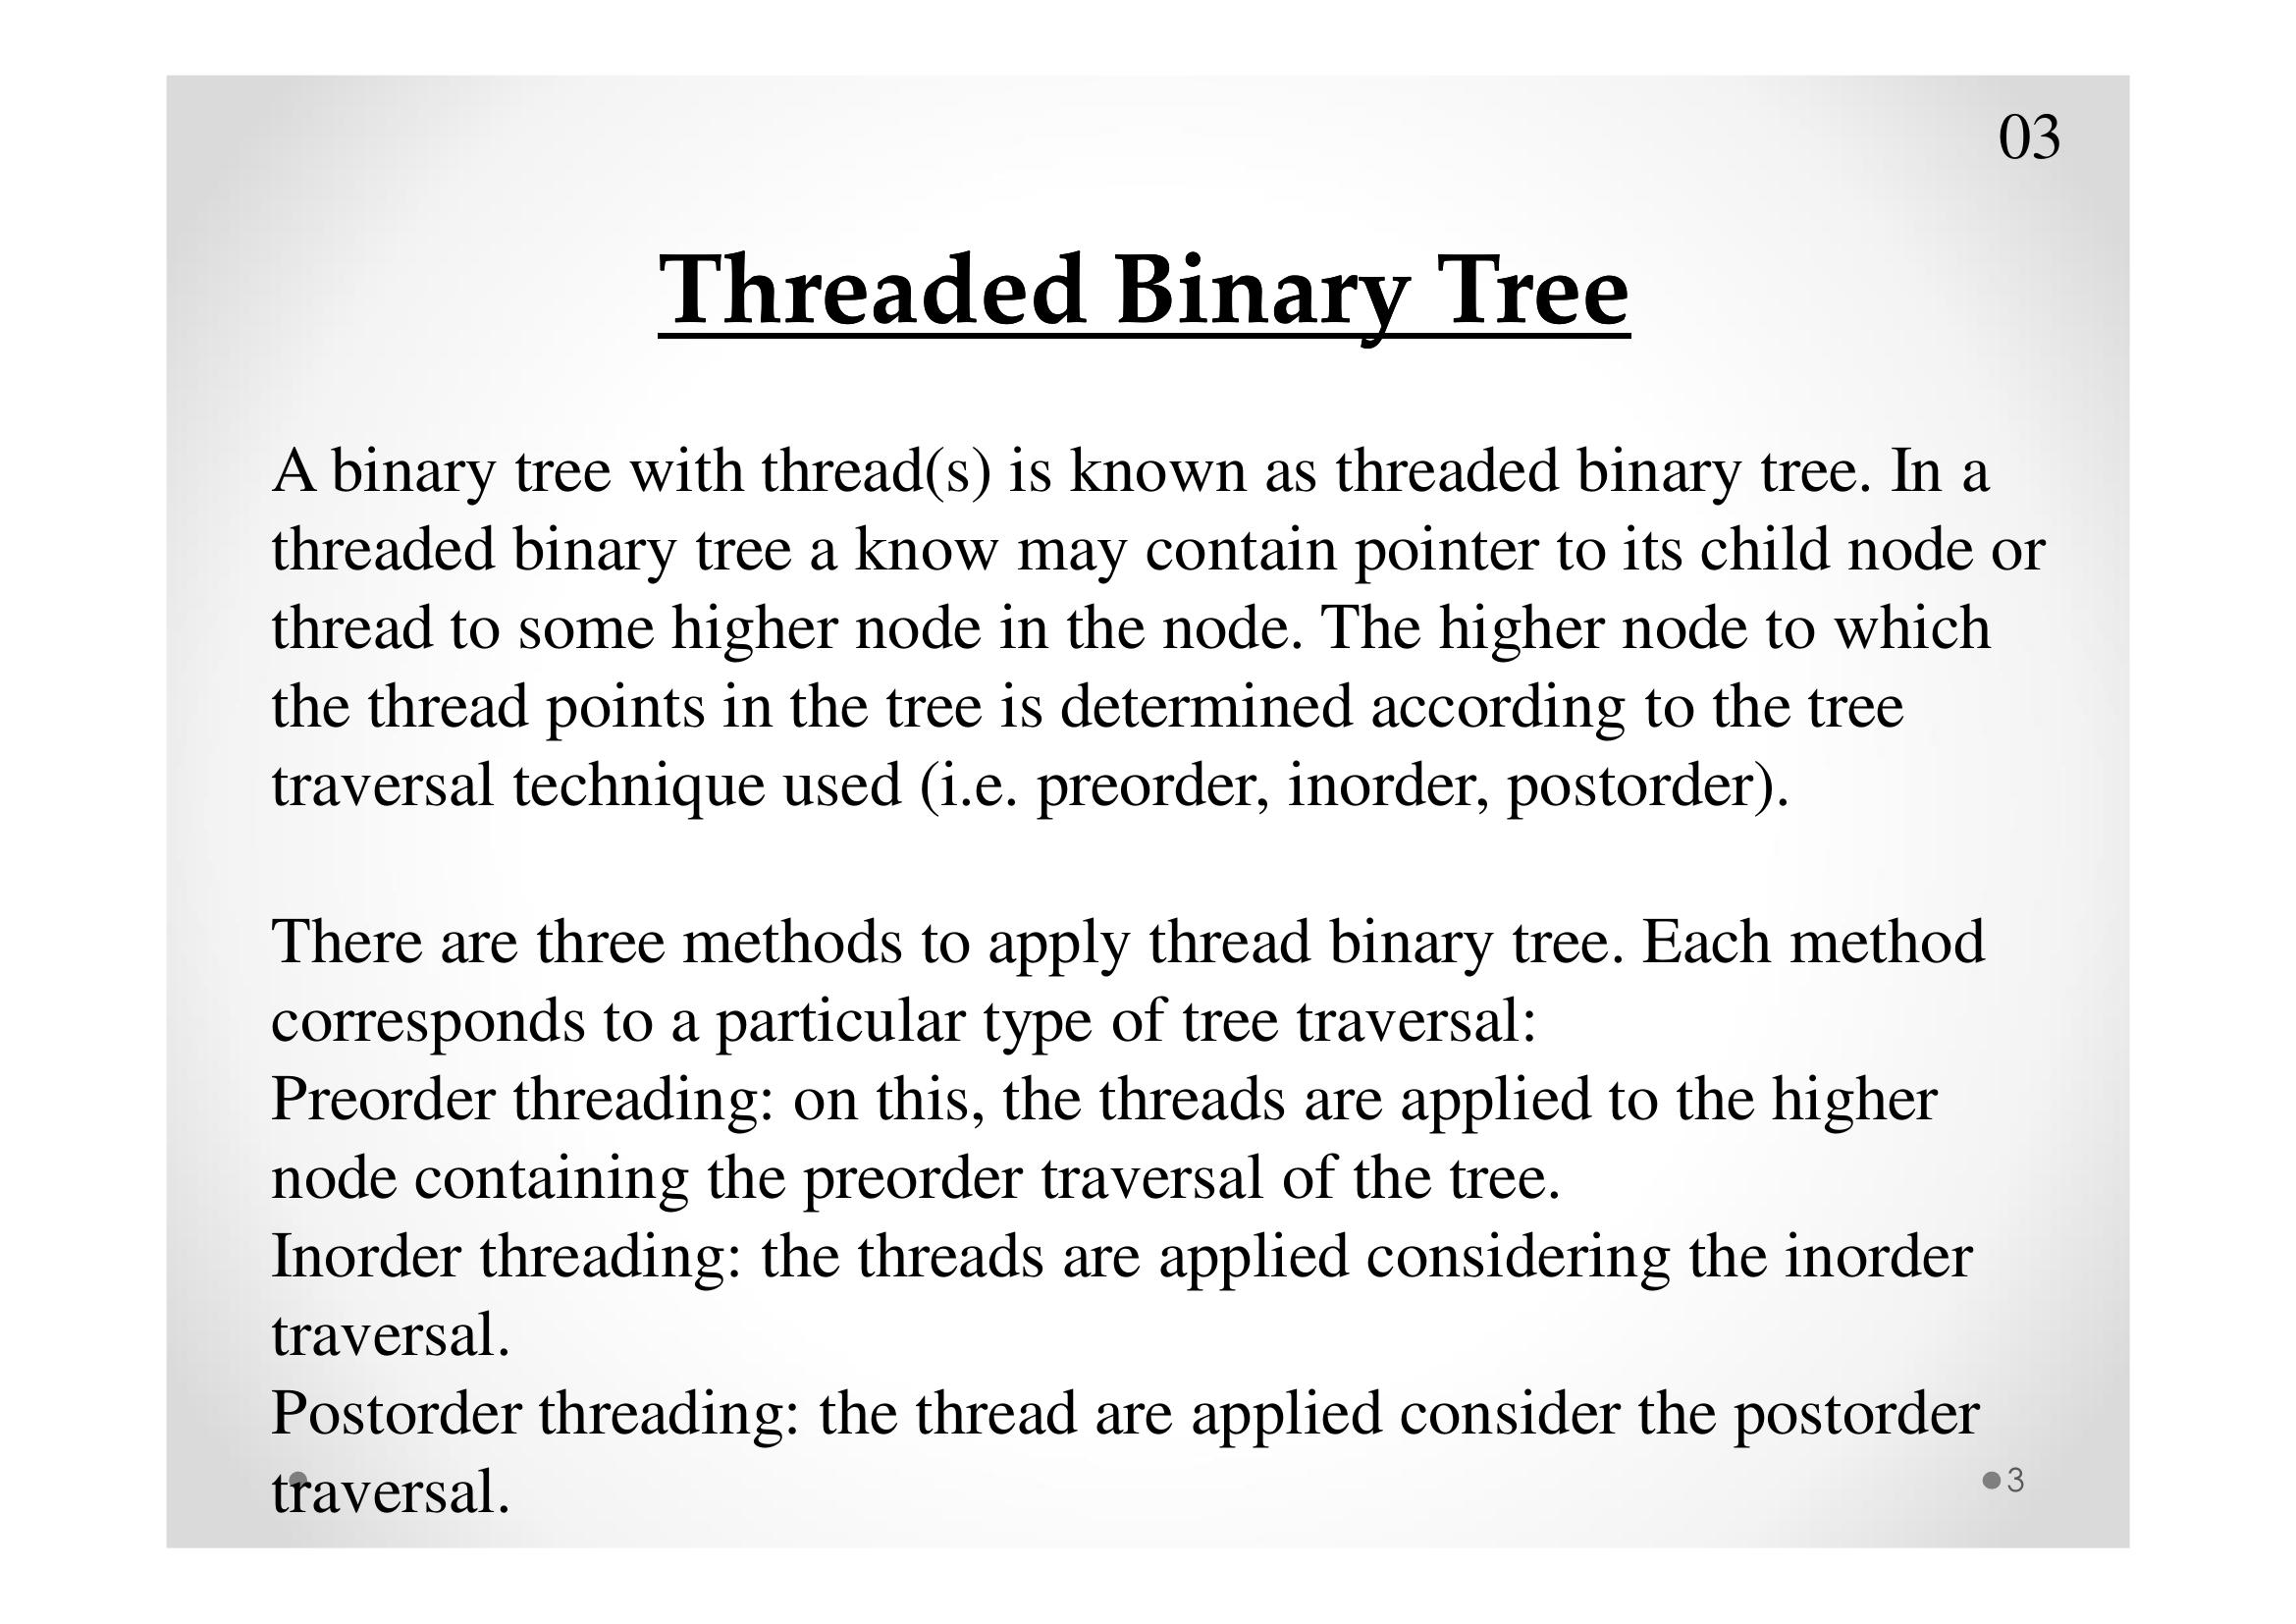 03
Threaded Binary Tree
A binary tree with thread(s) is known as threaded binary tree. In a
threaded binary tree a know may contain pointer to its child node or
thread to some higher node in the node. The higher node to which
the thread points in the tree is determined according to the tree
traversal technique used (i.e. preorder, inorder, postorder).
There are three methods to apply thread binary tree. Each method
corresponds to a particular type of tree traversal:
Preorder threading: on this, the threads are applied to the higher
node containing the preorder traversal of the tree.
Inorder threading: the threads are applied considering the inorder
traversal.
Postorder threading: the thread are applied consider the postorder
traversal.
3